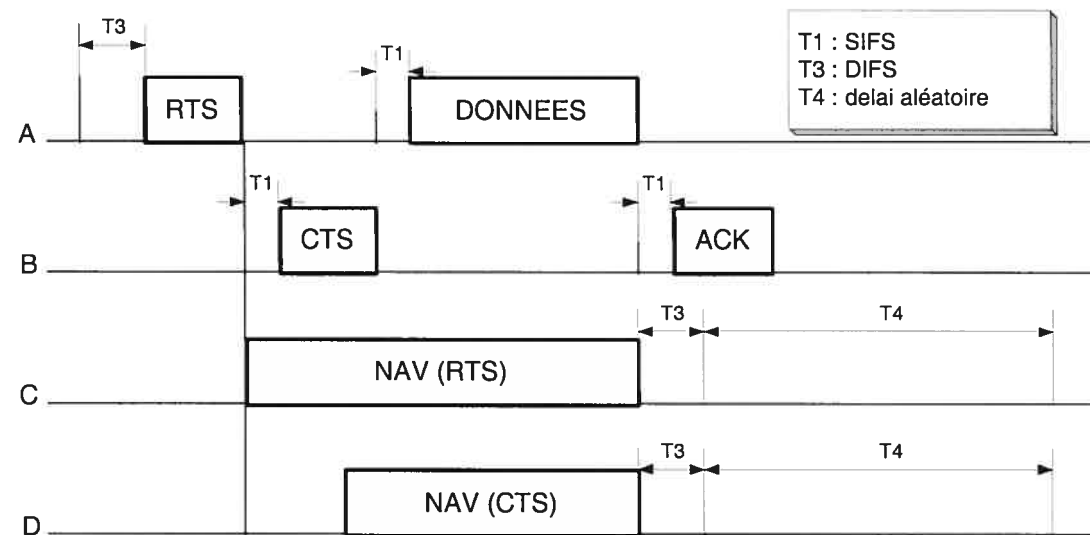 T3
T1
T1 : SIFS
T3 : DIFS
T4 : delai aléatoire
RTS
DONNEES
A
T1
T1
CTS
ACK
B
T3
T4
NAV (RTS)
C
T3
T4
NAV (CTS)
D